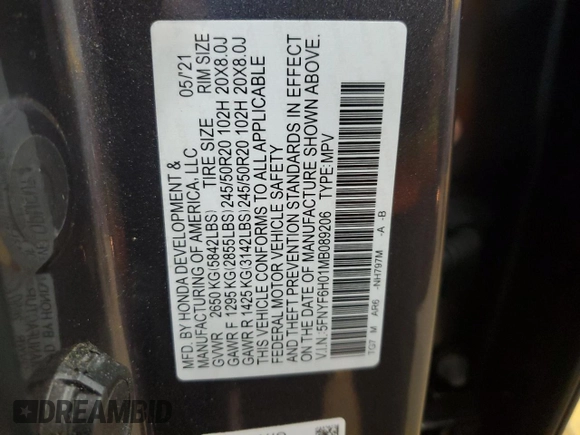 MFD. BY HONDA DEVELOPMENT &
MANUFACTURING OF AMERICA, LLC 05/21
TIRE SIZE RIM SIZE
GVWR 2650 KG(5842LBS)
GAWR F 1295 KG(2855LBS) 245/50R20 102H 20X8.0J
GAWR R 1425 KG(3142LBS) 245/50R20 102H 20X8.0J
THIS VEHICLE CONFORMS TO ALL APPLICABLE
FEDERAL MOTOR VEHICLE SAFETY
AND THEFT PREVENTION STANDARDS IN EFFECT
ON THE DATE OF MANUFACTURE SHOWN ABOVE.
V.I.N.: 5FNYF6H01MB089206 TYPE: MPV
TG7 M AR6 -NH797M -A -B
DREAMBID